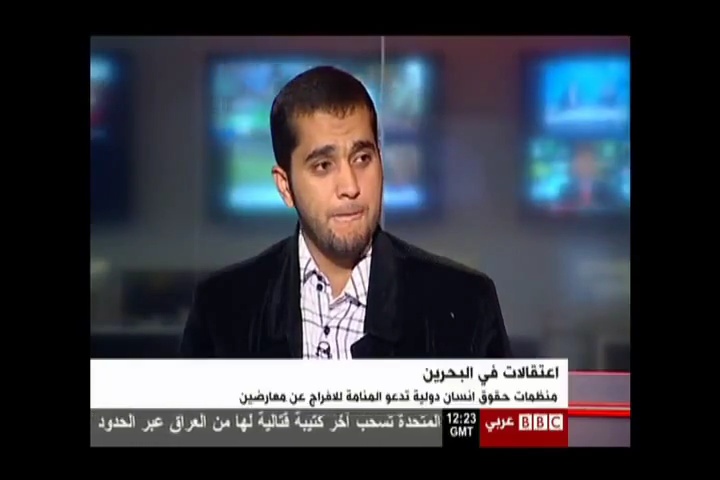 اعتقالات في البحرين
منظمات حقوق انسان دولية تدعو المنامة للافراج عن معارضين
المتحدة تسحب آخر كتيبة قتالية لها من العراق عبر الحدود
12:23
GMT
عربي BBC